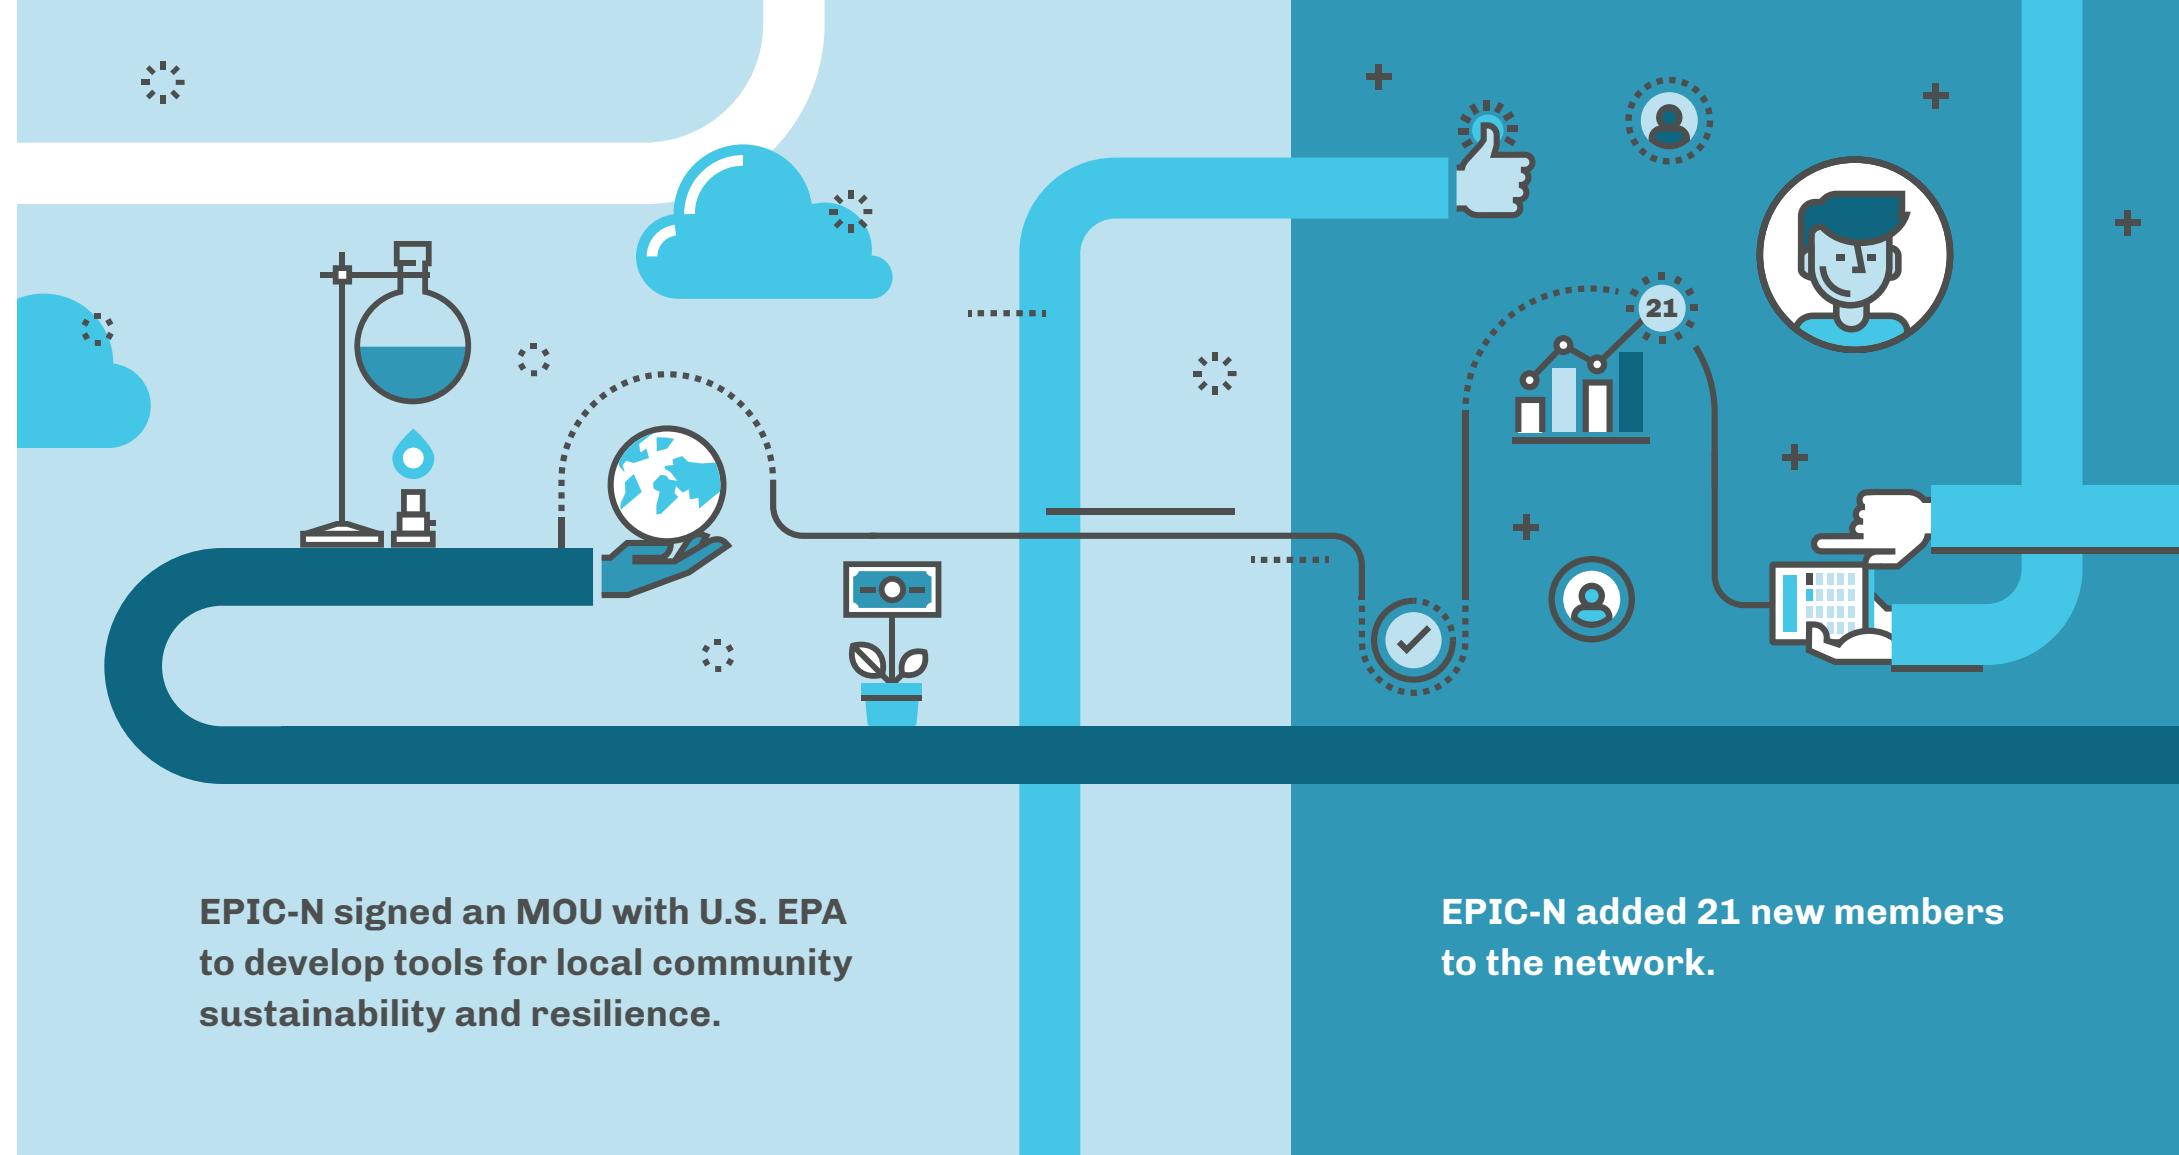 21
EPIC-N signed an MOU with U.S. EPA
to develop tools for local community
sustainability and resilience.
EPIC-N added 21 new members
to the network.